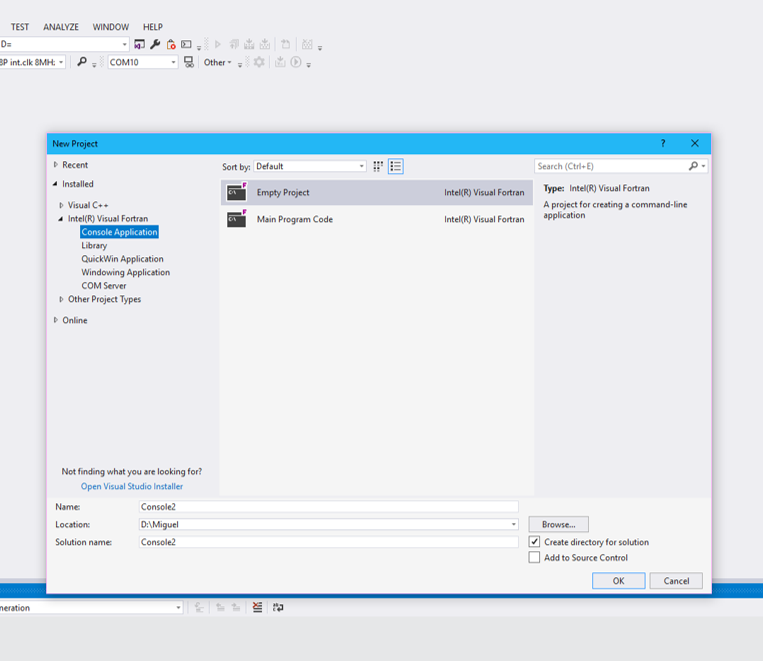 TEST ANALYZE WINDOW HELP
D=
8P int.clk 8MH: COM10 Other
New Project ?
Recent
Installed
Visual C++
Intel(R) Visual Fortran
Console Application
Library
QuickWin Application
Windowing Application
COM Server
Other Project Types
Online
Not finding what you are looking for?
Open Visual Studio Installer
Sort by: Default
Empty Project Intel(R) Visual Fortran
Main Program Code Intel(R) Visual Fortran
Search (Ctrl+E)
Type: Intel(R) Visual Fortran
A project for creating a command-line
application
Name: Console2
Location: D:\Miguel Browse...
Solution name: Console2
Create directory for solution
Add to Source Control
OK Cancel
neration